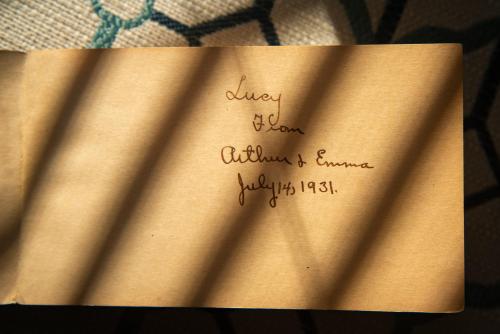 Lucy
From
Arthur & Emma
July 14, 1931.